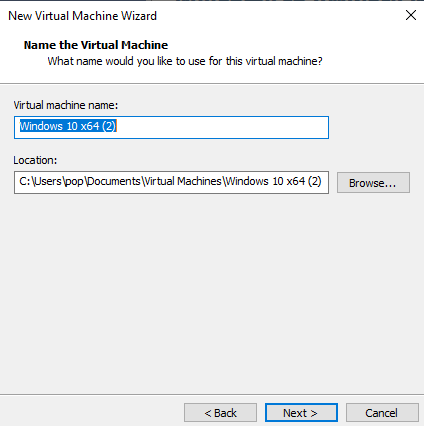 New Virtual Machine Wizard
Name the Virtual Machine
What name would you like to use for this virtual machine?
Virtual machine name:
Windows 10 x64 (2)
Location:
C:\Users\pop\Documents\Virtual Machines\Windows 10 x64 (2)
Browse...
< Back
Next >
Cancel